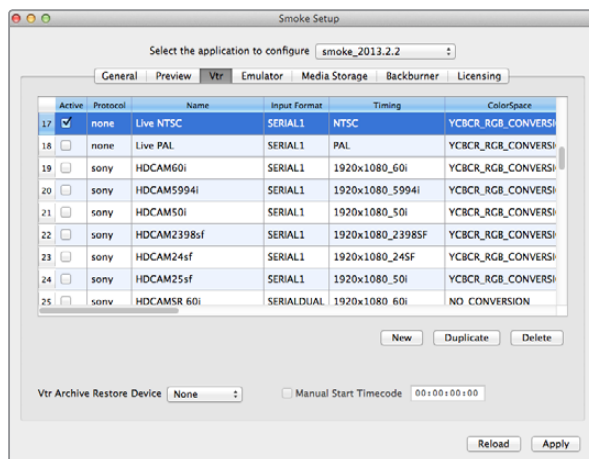 Smoke Setup
Select the application to configure smoke_2013.2.2
General Preview Vtr Emulator Media Storage Backburner Licensing
Active Protocol Name Input Format Timing ColorSpace
17 none Live NTSC SERIAL1 NTSC YCBCR_RGB_CONVERSI
18 none Live PAL SERIAL1 PAL YCBCR_RGB_CONVERSI
19 sony HDCAM60i SERIAL1 1920x1080_60i YCBCR_RGB_CONVERSI
20 sony HDCAM5994i SERIAL1 1920x1080_5994i YCBCR_RGB_CONVERSI
21 sony HDCAM50i SERIAL1 1920x1080_50i YCBCR_RGB_CONVERSI
22 sony HDCAM2398sf SERIAL1 1920x1080_2398SF YCBCR_RGB_CONVERSI
23 sony HDCAM24sf SERIAL1 1920x1080_24SF YCBCR_RGB_CONVERSI
24 sony HDCAM25sf SERIAL1 1920x1080_50i YCBCR_RGB_CONVERSI
25 sony HDCAMSR 60i SERIALDUAL 1920x1080 60i NO CONVERSION
New Duplicate Delete
Vtr Archive Restore Device None Manual Start Timecode 00:00:00:00
Reload Apply